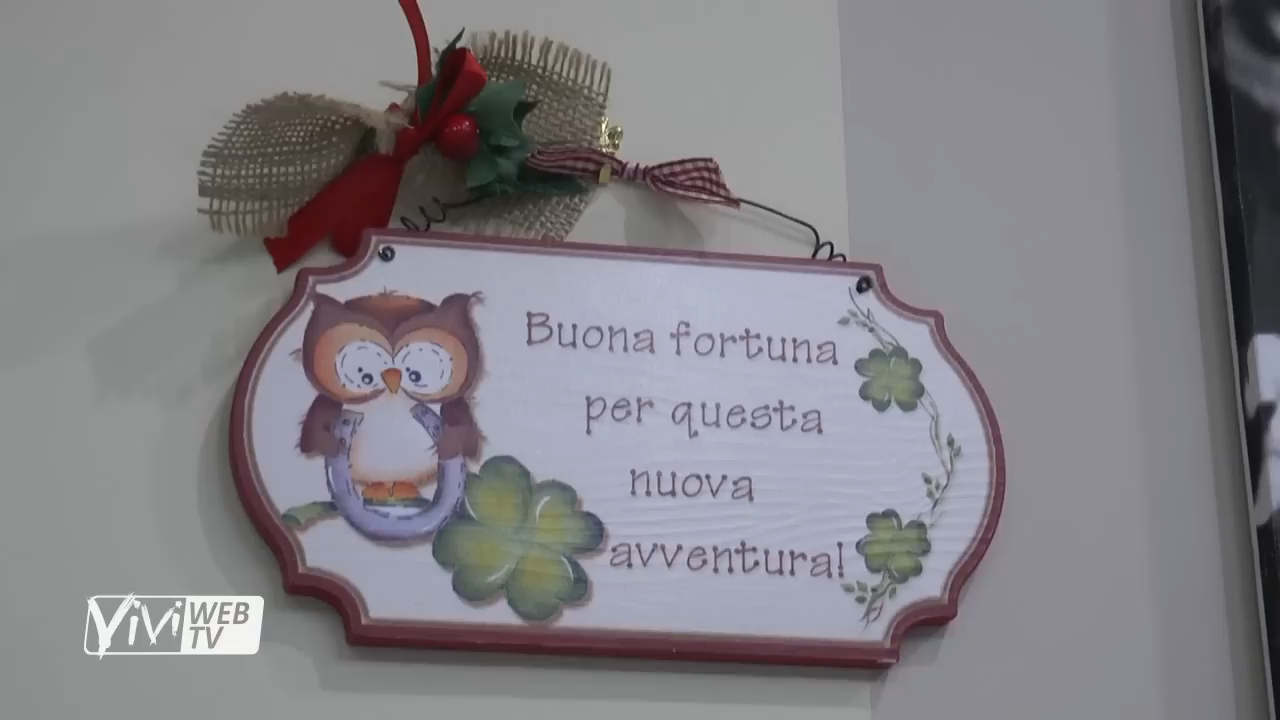 Buona fortuna
per questa
nuova
avventura!
ViVi WEB
TV